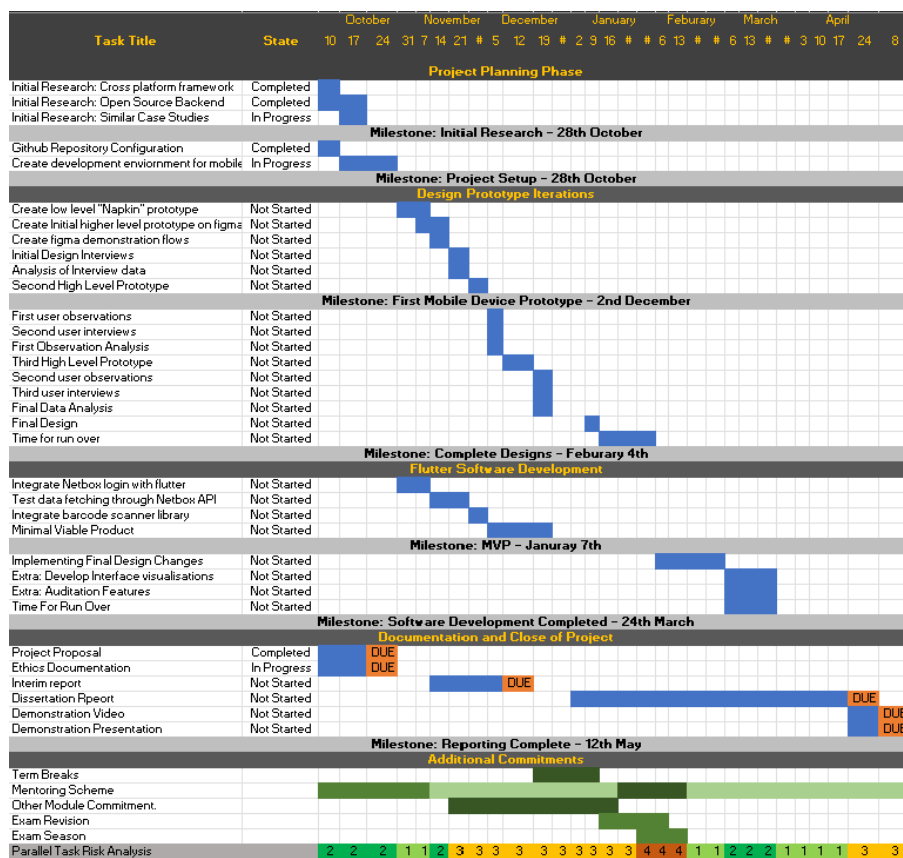 October November December January Feburary March April
Task Title State 10 17 24 31 7 14 21 # 5 12 19 # 2 9 16 # # 6 13 # # 6 13 # # 3 10 17 24 8
Project Planning Phase
Initial Research: Cross platform framework Completed
Initial Research: Open Source Backend Completed
Initial Research: Similar Case Studies In Progress
Milestone: Initial Research - 28th October
Github Repository Configuration Completed
Create development enviornment for mobile In Progress
Milestone: Project Setup - 28th October
Design Prototype Iterations
Create low level "Napkin" prototype Not Started
Create Initial higher level prototype on figma Not Started
Create figma demonstration flows Not Started
Initial Design Interviews Not Started
Analysis of Interview data Not Started
Second High Level Prototype Not Started
Milestone: First Mobile Device Prototype - 2nd December
First user observations Not Started
Second user interviews Not Started
First Observation Analysis Not Started
Third High Level Prototype Not Started
Second user observations Not Started
Third user interviews Not Started
Final Data Analysis Not Started
Final Design Not Started
Time for run over Not Started
Milestone: Complete Designs - Feburary 4th
Flutter Software Development
Integrate Netbox login with flutter Not Started
Test data fetching through Netbox API Not Started
Integrate barcode scanner library Not Started
Minimal Viable Product Not Started
Milestone: MVP - Januray 7th
Implementing Final Design Changes Not Started
Extra: Develop Interface visualisations Not Started
Extra: Auditation Features Not Started
Time For Run Over Not Started
Milestone: Software Development Completed - 24th March
Documentation and Close of Project
Project Proposal Completed DUE
Ethics Documentation In Progress DUE
Interim report Not Started DUE
Dissertation Rpeort Not Started DUE
Demonstration Video Not Started DUE
Demonstration Presentation Not Started DUE
Milestone: Reporting Complete - 12th May
Additional Commitments
Term Breaks
Mentoring Scheme
Other Module Commitment.
Exam Revision
Exam Season
Parallel Task Risk Analysis 2 2 2 1 1 2 3 3 3 3 3 3 3 3 3 3 4 4 4 1 1 2 2 2 1 1 1 1 3 3